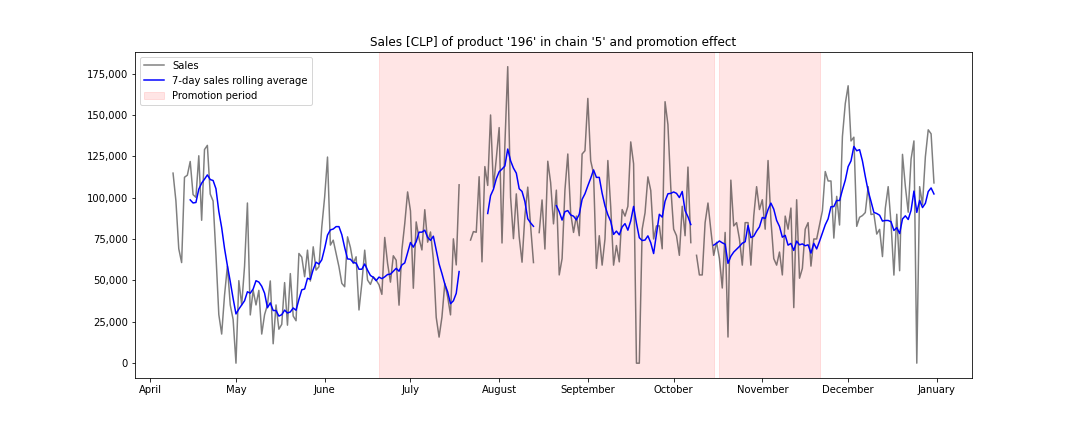 Sales [CLP] of product '196' in chain '5' and promotion effect
Sales
7-day sales rolling average
Promotion period
175,000
150,000
125,000
100,000
75,000
50,000
25,000
0
April May June July August September October November December January